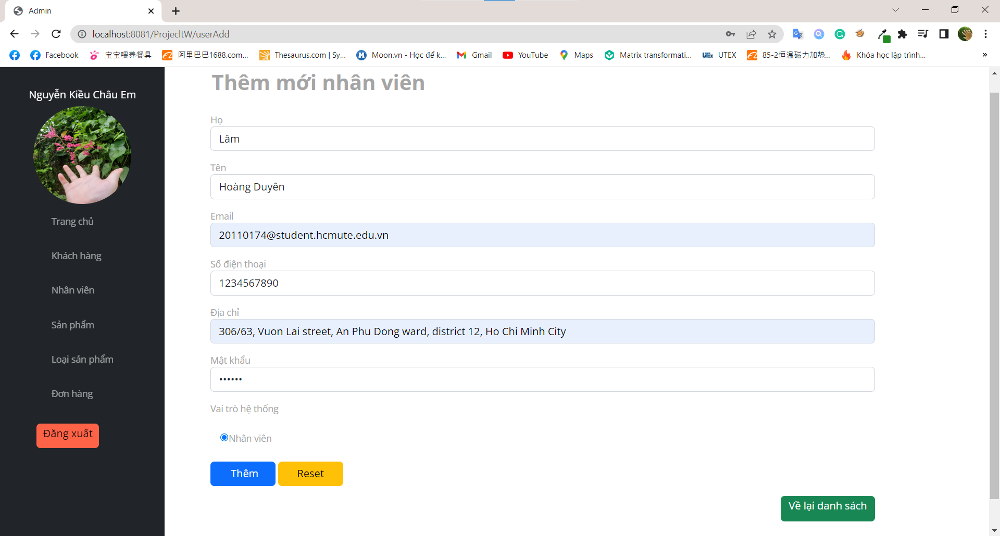 Admin
localhost:8081/ProjecltW/userAdd
Facebook
宝宝喂养餐具
阿里巴巴1688.com...
Thesaurus.com | Sy...
Moon.vn - Học để k...
Gmail
YouTube
Maps
Matrix transformati...
UTEX
85-2恒温磁力加热...
Khóa học lập trình...
»
Nguyễn Kiều Châu Em
Trang chủ
Khách hàng
Nhân viên
Sản phẩm
Loại sản phẩm
Đơn hàng
Đăng xuất
Thêm mới nhân viên
Họ
Lâm
Tên
Hoàng Duyên
Email
20110174@student.hcmute.edu.vn
Số điện thoại
1234567890
Địa chỉ
306/63, Vuon Lai street, An Phu Dong ward, district 12, Ho Chi Minh City
Mật khẩu
••••••
Vai trò hệ thống
Nhân viên
Thêm
Reset
Về lại danh sách